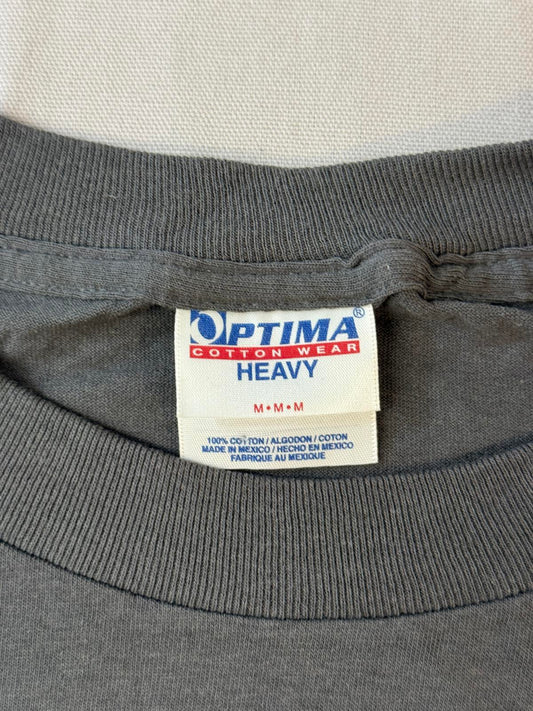 OPTIMA®
COTTON WEAR
HEAVY
M•M•M
100% COTTON / ALGODON / COTON
MADE IN MEXICO / HECHO EN MEXICO
FABRIQUE AU MEXIQUE